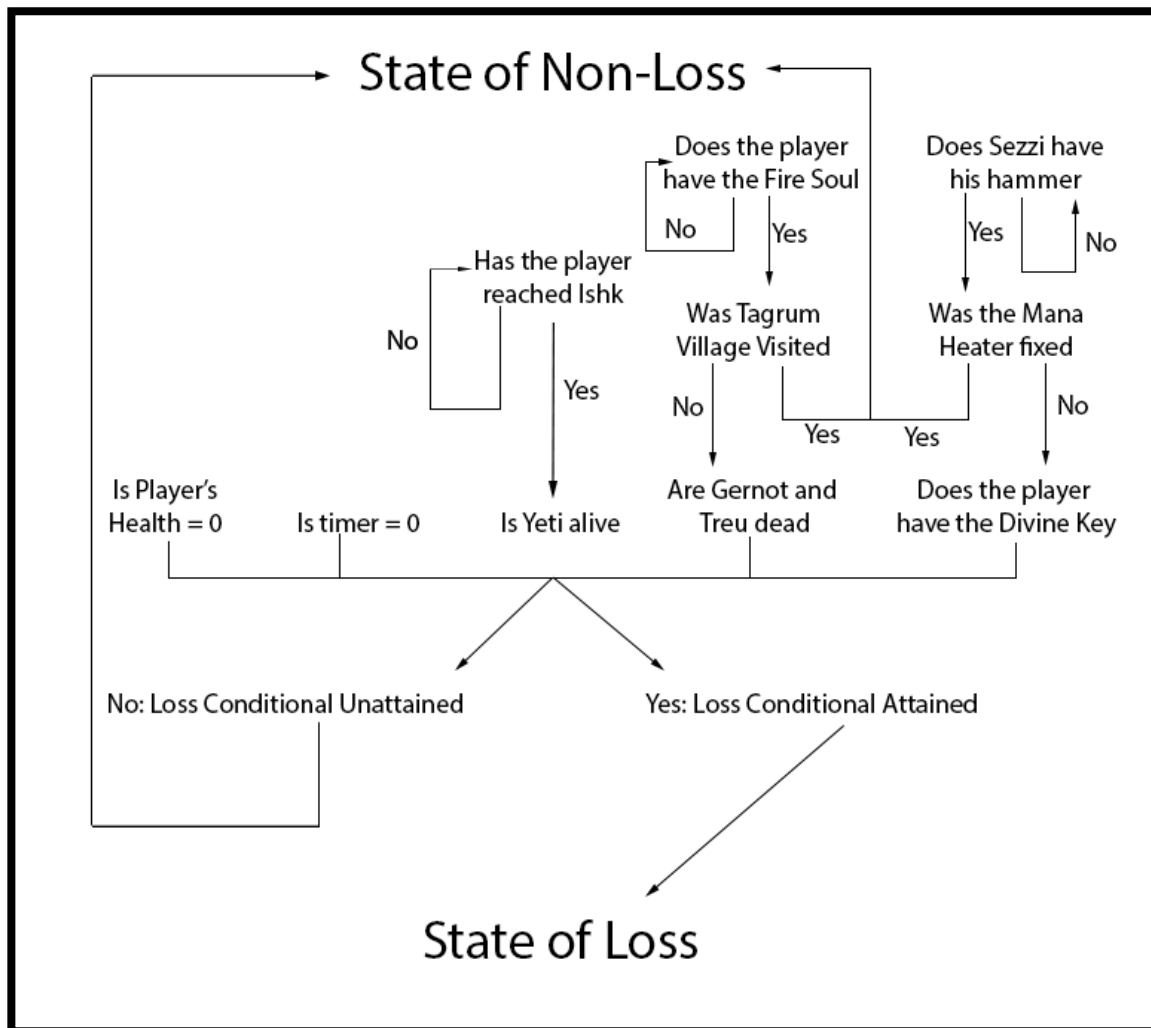 State of Non-Loss
Does the player
have the Fire Soul
No
Yes
Does Sezzi have
his hammer
Yes
No
Has the player
reached Ishk
No
Yes
Was Tagrum
Village Visited
No
Yes
Was the Mana
Heater fixed
Yes
No
Is Player's
Health = 0
Is timer = 0
Is Yeti alive
Are Gernot and
Treu dead
Does the player
have the Divine Key
No: Loss Conditional Unattained
Yes: Loss Conditional Attained
State of Loss